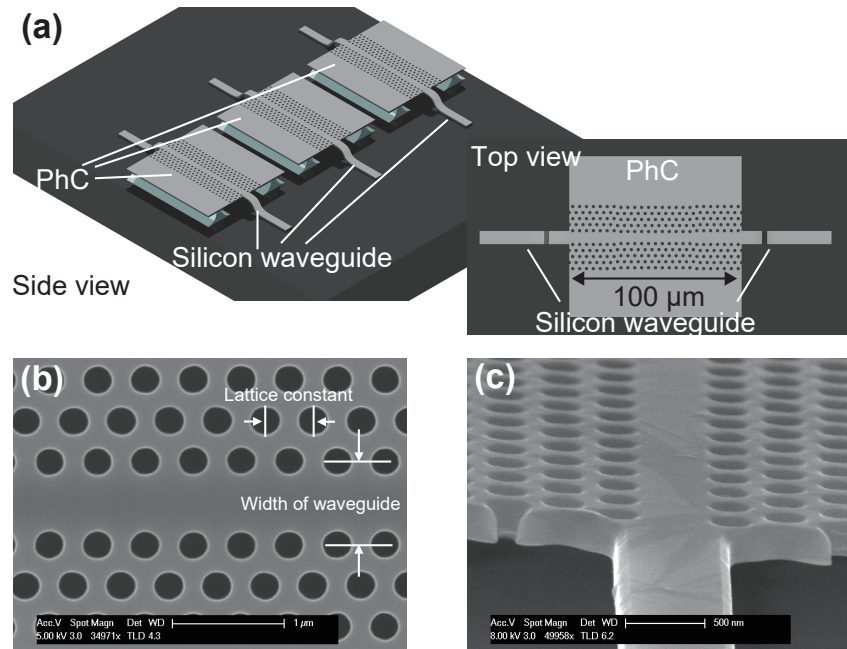 (a)
PhC
Silicon waveguide
Side view
Top view
PhC
100 µm
Silicon waveguide
(b)
Lattice constant
Width of waveguide
Acc.V Spot Magn Det WD 1 µm
5.00 kV 3.0 34971x TLD 4.3
(c)
Acc.V Spot Magn Det WD 500 nm
8.00 kV 3.0 49958x TLD 6.2